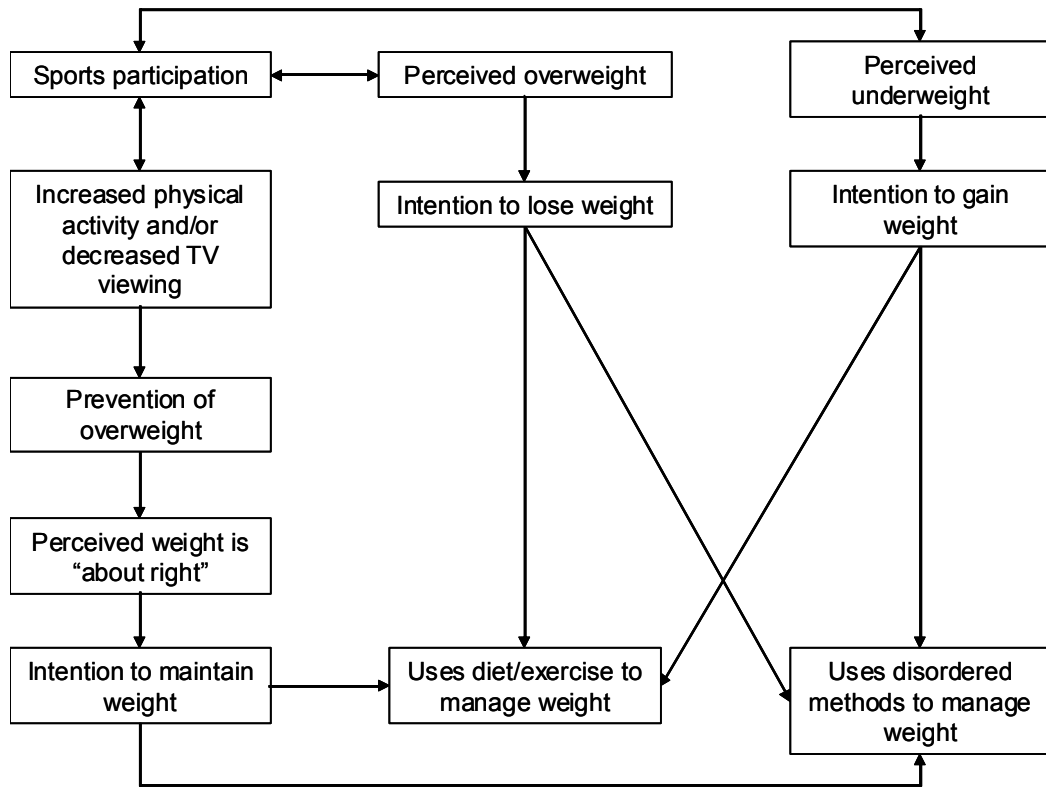 Sports participation
Perceived overweight
Perceived
underweight
Increased physical
activity and/or
decreased TV
viewing
Intention to lose weight
Intention to gain
weight
Prevention of
overweight
Perceived weight is
“about right”
Intention to maintain
weight
Uses diet/exercise to
manage weight
Uses disordered
methods to manage
weight